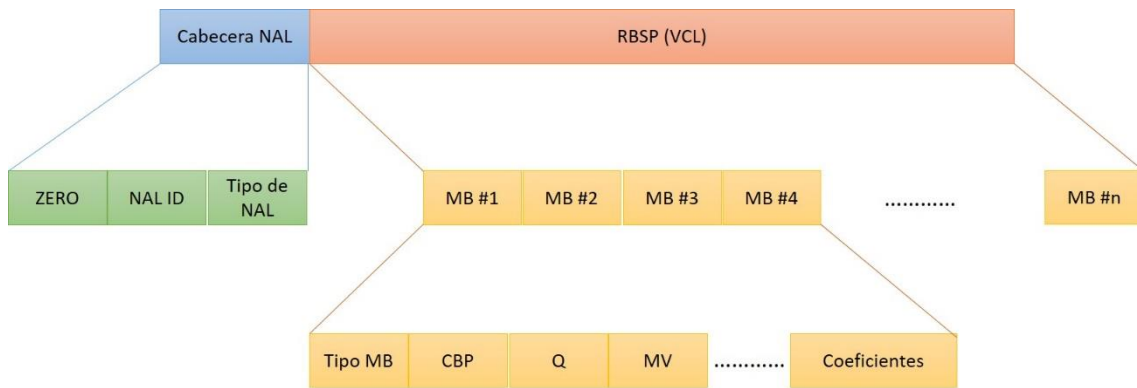 Cabecera NAL
RBSP (VCL)
ZERO
NAL ID
Tipo de
NAL
MB #1
MB #2
MB #3
MB #4
............
MB #n
Tipo MB
CBP
Q
MV
............
Coeficientes